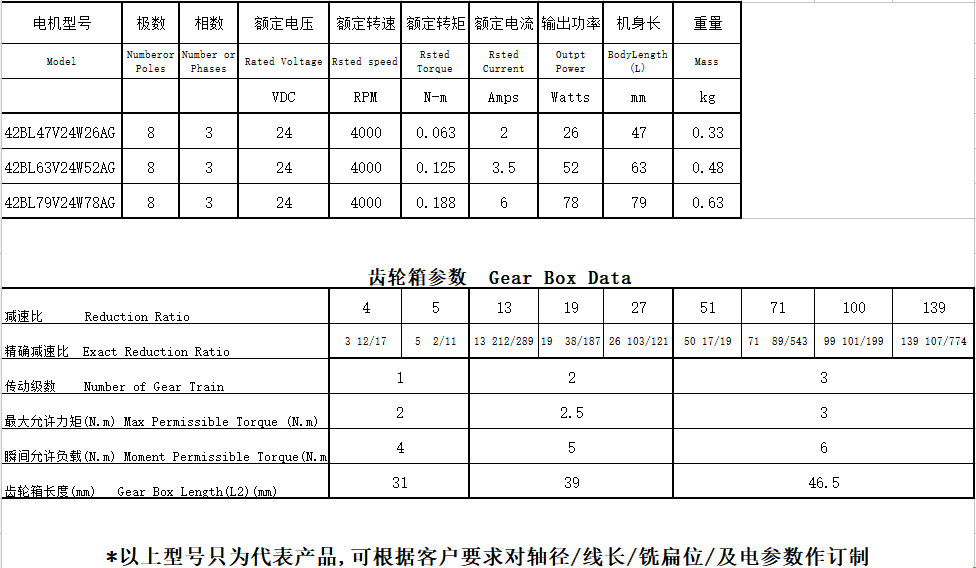 电机型号 极数 相数 额定电压 额定转速 额定转矩 额定电流 输出功率 机身长 重量
Model Numberor Poles Number or Phases Rated Voltage Rsted speed Rsted Torque Rsted Current Outpt Power BodyLength (L) Mass
VDC RPM N-m Amps Watts mm kg
42BL47V24W26AG 8 3 24 4000 0.063 2 26 47 0.33
42BL63V24W52AG 8 3 24 4000 0.125 3.5 52 63 0.48
42BL79V24W78AG 8 3 24 4000 0.188 6 78 79 0.63
齿轮箱参数 Gear Box Data
减速比 Reduction Ratio 4 5 13 19 27 51 71 100 139
精确减速比 Exact Reduction Ratio 3 12/17 5 2/11 13 212/289 19 38/187 26 103/121 50 17/19 71 89/543 99 101/199 139 107/774
传动级数 Number of Gear Train 1 2 3
最大允许力矩(N.m) Max Permissible Torque (N.m) 2 2.5 3
瞬间允许负载(N.m) Moment Permissible Torque(N.m 4 5 6
齿轮箱长度(mm) Gear Box Length(L2)(mm) 31 39 46.5
*以上型号只为代表产品,可根据客户要求对轴径/线长/铣扁位/及电参数作订制